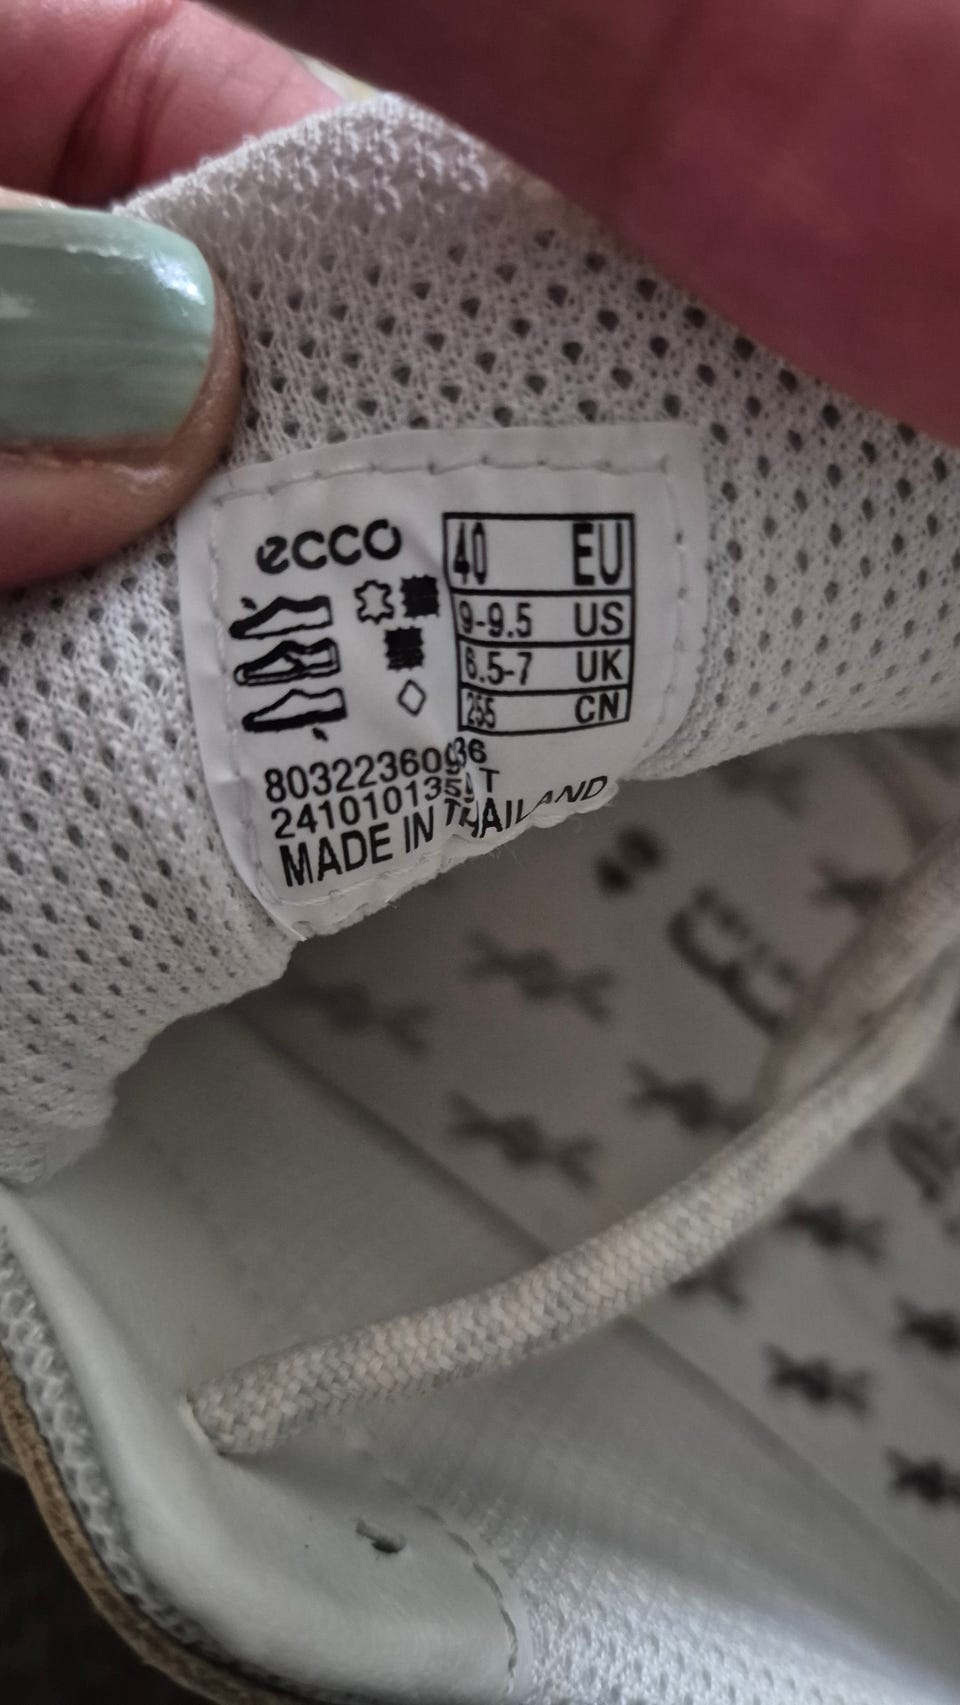 ecco
40 EU
9-9.5 US
6.5-7 UK
255 CN
MADE IN THAILAND